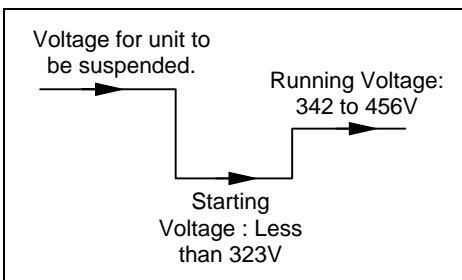 Voltage for unit to
be suspended.
Running Voltage:
342 to 456V
Starting
Voltage : Less
than 323V